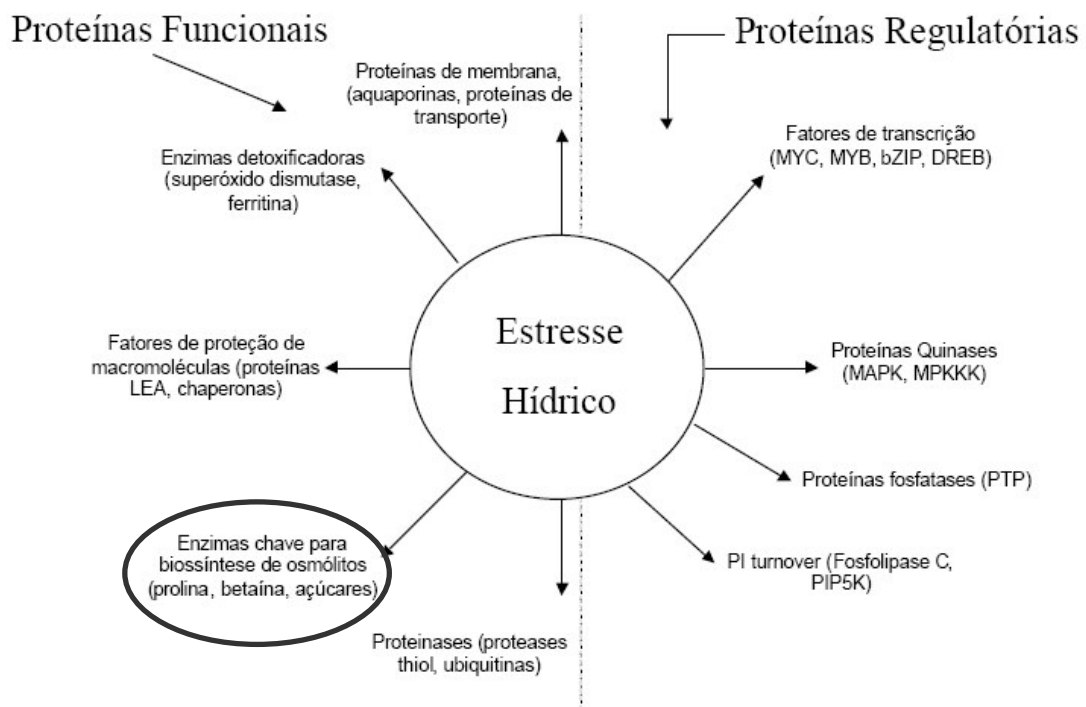 Proteínas Funcionais
Proteínas Regulatórias
Proteínas de membrana,
(aquaporinas, proteínas de
transporte)
Fatores de transcrição
(MYC, MYB, bZIP, DREB)
Enzimas detoxificadoras
(superóxido dismutase,
ferritina)
Estresse
Hídrico
Fatores de proteção de
macromoléculas (proteínas
LEA, chaperonas)
Proteínas Quinases
(MAPK, MPKKK)
Proteínas fosfatases (PTP)
Enzimas chave para
biossíntese de osmólitos
(prolina, betaína, açúcares)
PI turnover (Fosfolipase C,
PIP5K)
Proteinases (proteases
thiol, ubiquitinas)